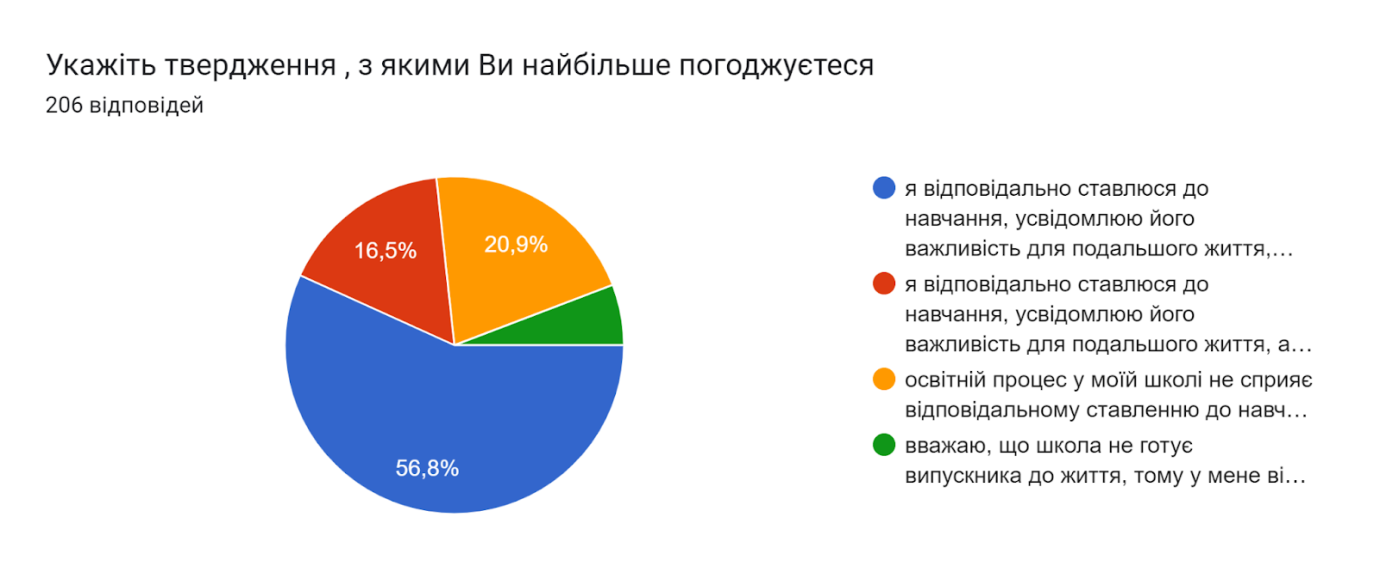 Укажіть твердження , з якими Ви найбільше погоджуєтеся
206 відповідей
16,5%
20,9%
56,8%
я відповідально ставлюся до
навчання, усвідомлюю його
важливість для подальшого життя,...
я відповідально ставлюся до
навчання, усвідомлюю його
важливість для подальшого життя, а...
освітній процес у моїй школі не сприяє
відповідальному ставленню до навч...
вважаю, що школа не готує
випускника до життя, тому у мене ві...